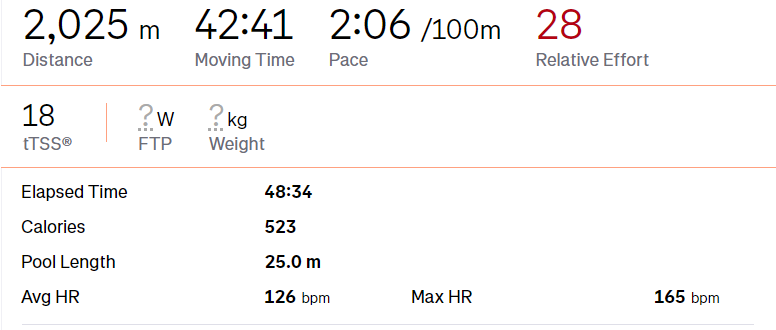 2,025 m 42:41 2:06 /100m 28
Distance Moving Time Pace Relative Effort
18 ? W ? kg
tTSS® FTP Weight
Elapsed Time 48:34
Calories 523
Pool Length 25.0 m
Avg HR 126 bpm Max HR 165 bpm